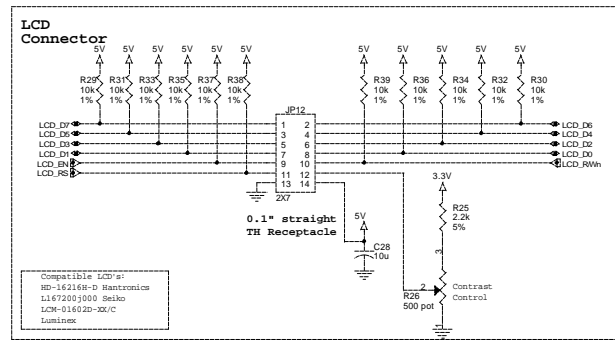 LCD
Connector
5V 5V 5V 5V 5V 5V 5V 5V 5V 5V 5V
R29 R31 R33 R35 R37 R38 R39 R36 R34 R32 R30
10k 10k 10k 10k 10k 10k 10k 10k 10k 10k 10k
1% 1% 1% 1% 1% 1% 1% 1% 1% 1% 1%
JP12
LCD_D7 1 2 LCD_D6
LCD_D5 3 4 LCD_D4
LCD_D3 5 6 LCD_D2
LCD_D1 7 8 LCD_D0
LCD_EN 9 10 LCD_RWn
LCD_RS 11 12
13 14
2X7
3.3V
R25
2.2k
5%
0.1" straight
TH Receptacle
5V
C28
10u
3
2
R26
500 pot
1
Contrast
Control
Compatible LCD's:
HD-16216H-D Hantronics
L167200j000 Seiko
LCM-01602D-XX/C
Luminex